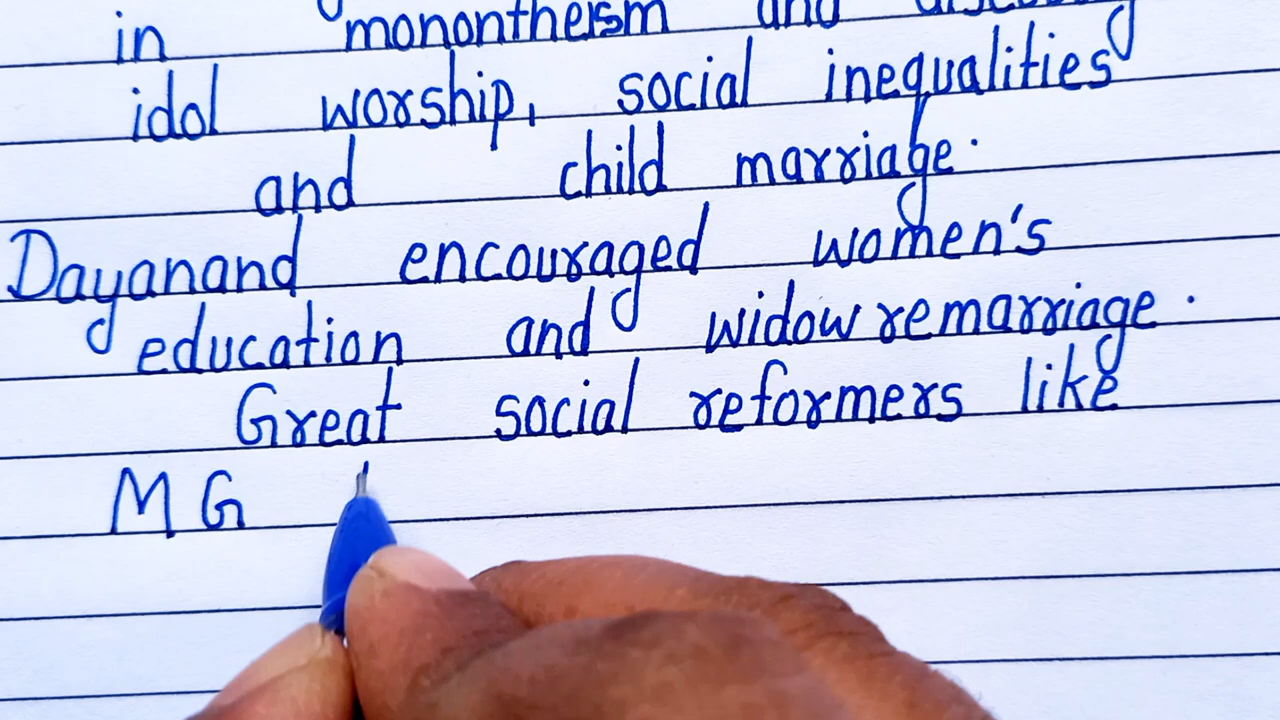 in monontheism and
idol worship, social inequalities
and child marriage.
Dayanand encouraged women's
education and widow remarriage.
Great social reformers like
M G